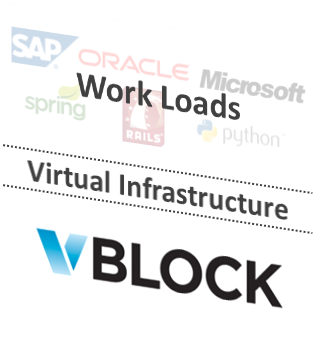 SAP
ORACLE
Microsoft
Work Loads
spring
RAILS
python
Virtual Infrastructure
VBLOCK